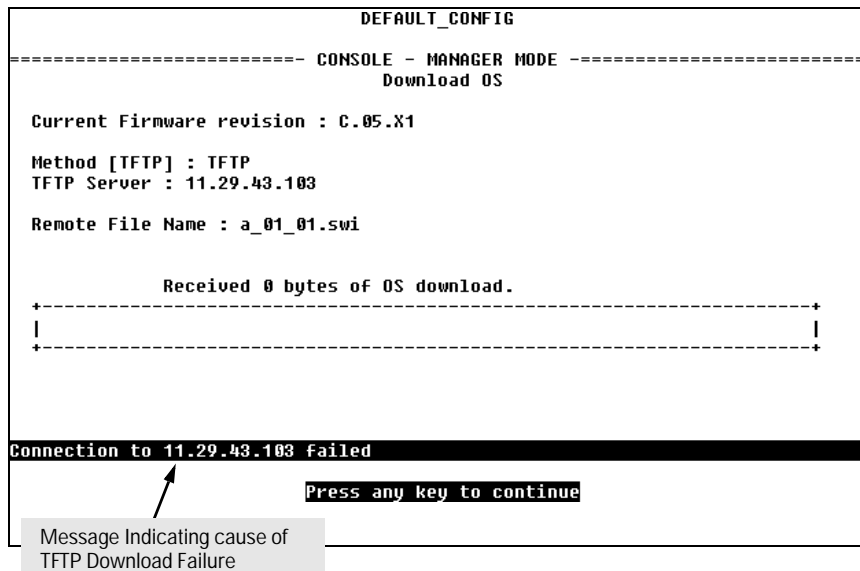 DEFAULT_CONFIG
==========================- CONSOLE - MANAGER MODE -==========================
Download OS
Current Firmware revision : C.05.X1
Method [TFTP] : TFTP
TFTP Server : 11.29.43.103
Remote File Name : a_01_01.swi
Received 0 bytes of OS download.
+----------------------------------------------------------------------+
|                                                                      |
+----------------------------------------------------------------------+
Connection to 11.29.43.103 failed
Press any key to continue
Message Indicating cause of
TFTP Download Failure